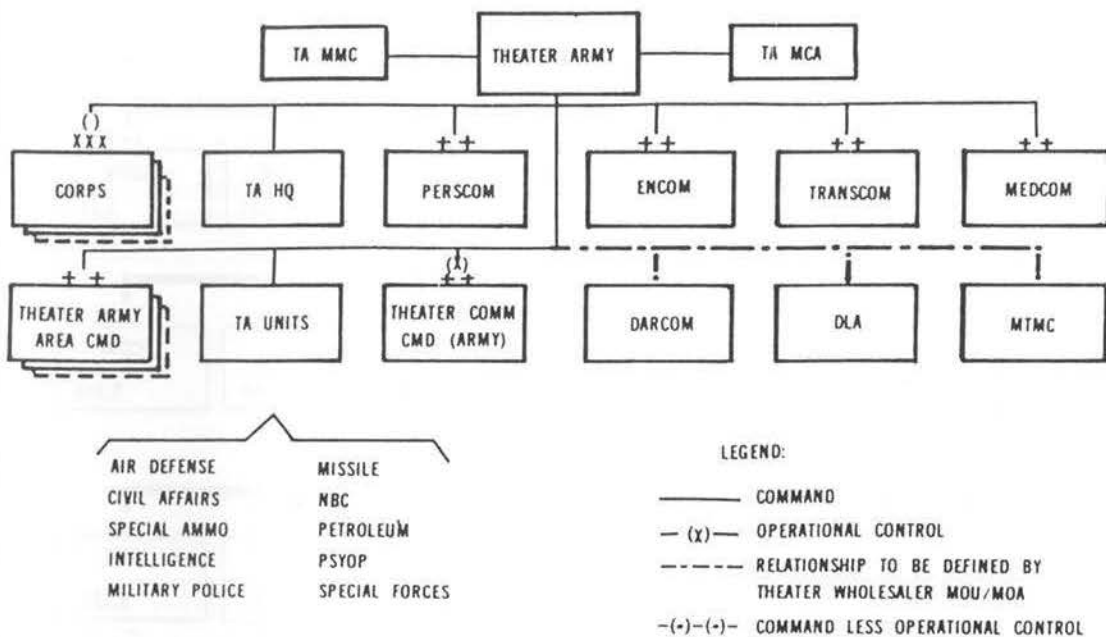 TA MMC
THEATER ARMY
TA MCA
( )
XXX
++
++
++
++
CORPS
TA HQ
PERSCOM
ENCOM
TRANSCOM
MEDCOM
(X)
++
++
THEATER ARMY
AREA CMD
TA UNITS
THEATER COMM
CMD (ARMY)
DARCOM
DLA
MTMC
AIR DEFENSE
CIVIL AFFAIRS
SPECIAL AMMO
INTELLIGENCE
MILITARY POLICE
MISSILE
NBC
PETROLEUM
PSYOP
SPECIAL FORCES
LEGEND:
COMMAND
(X) OPERATIONAL CONTROL
RELATIONSHIP TO BE DEFINED BY
THEATER WHOLESALER MOU/MOA
-(•)-(•)- COMMAND LESS OPERATIONAL CONTROL